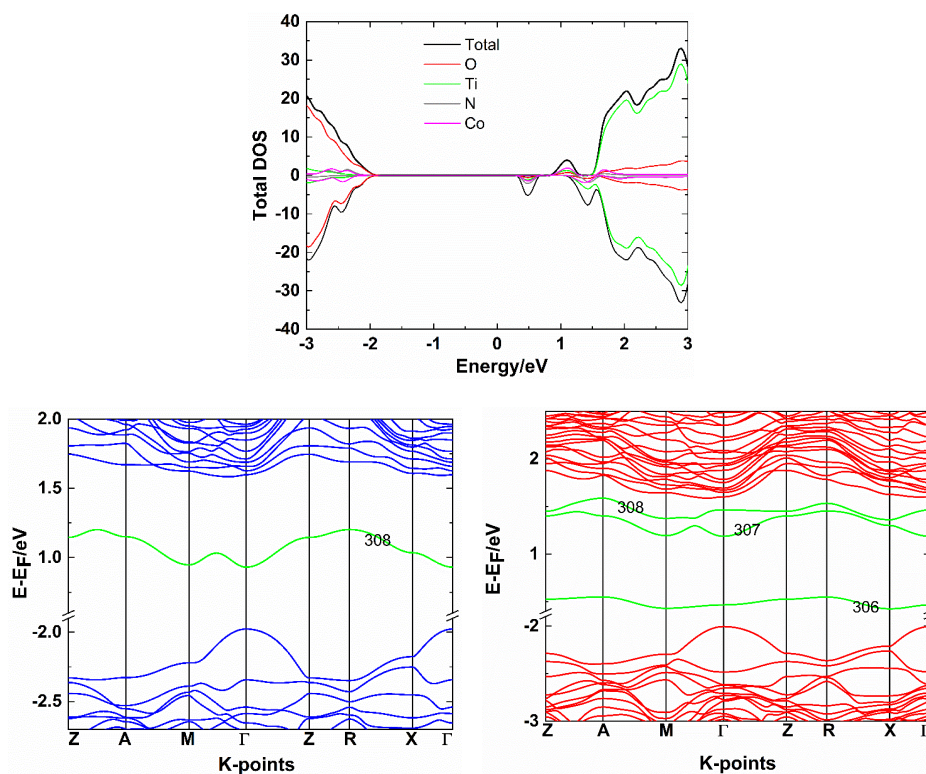 40
30
20
10
0
-10
-20
-30
-40
Total DOS
Total
O
Ti
N
Co
-3 -2 -1 0 1 2 3
Energy/eV
2.0
1.0
-2.0
-2.5
E-EF/eV
308
Z A M Γ Z R X Γ
K-points
2
1
-2
-3
E-EF/eV
308
307
306
Z A M Γ Z R X Γ
K-points